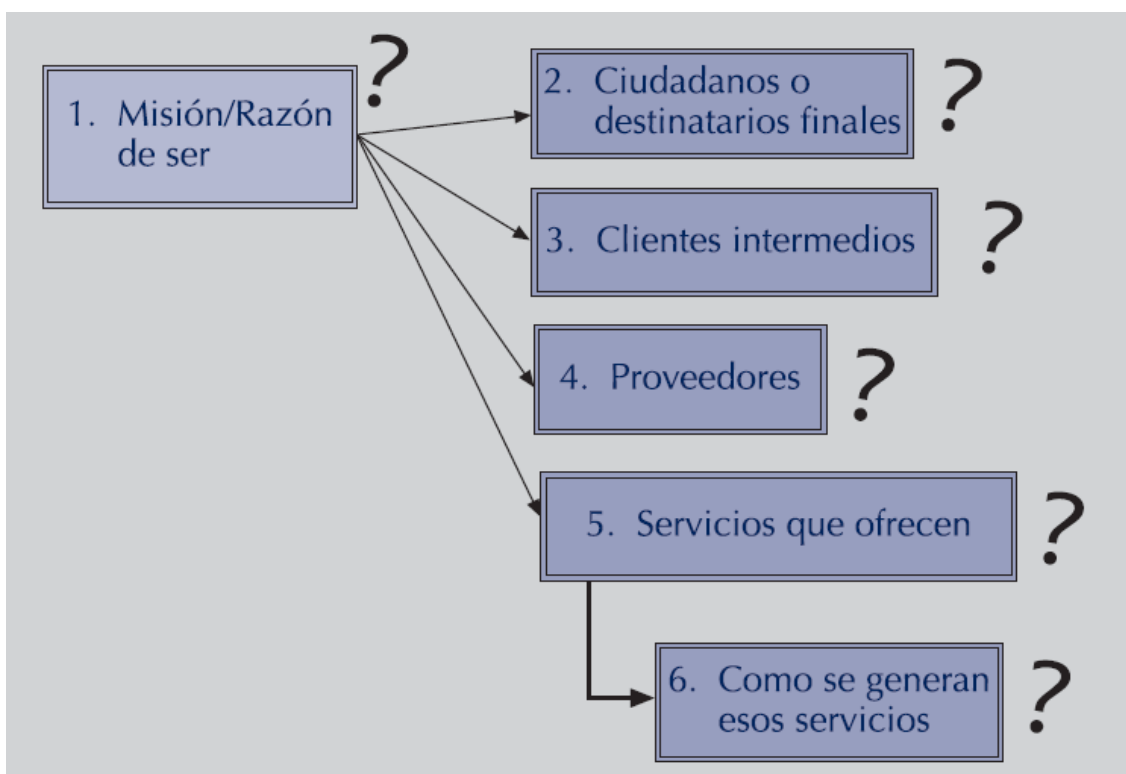 1. Misión/Razón
de ser
?
2. Ciudadanos o
destinatarios finales
?
3. Clientes intermedios
?
4. Proveedores
?
5. Servicios que ofrecen
?
6. Como se generan
esos servicios
?